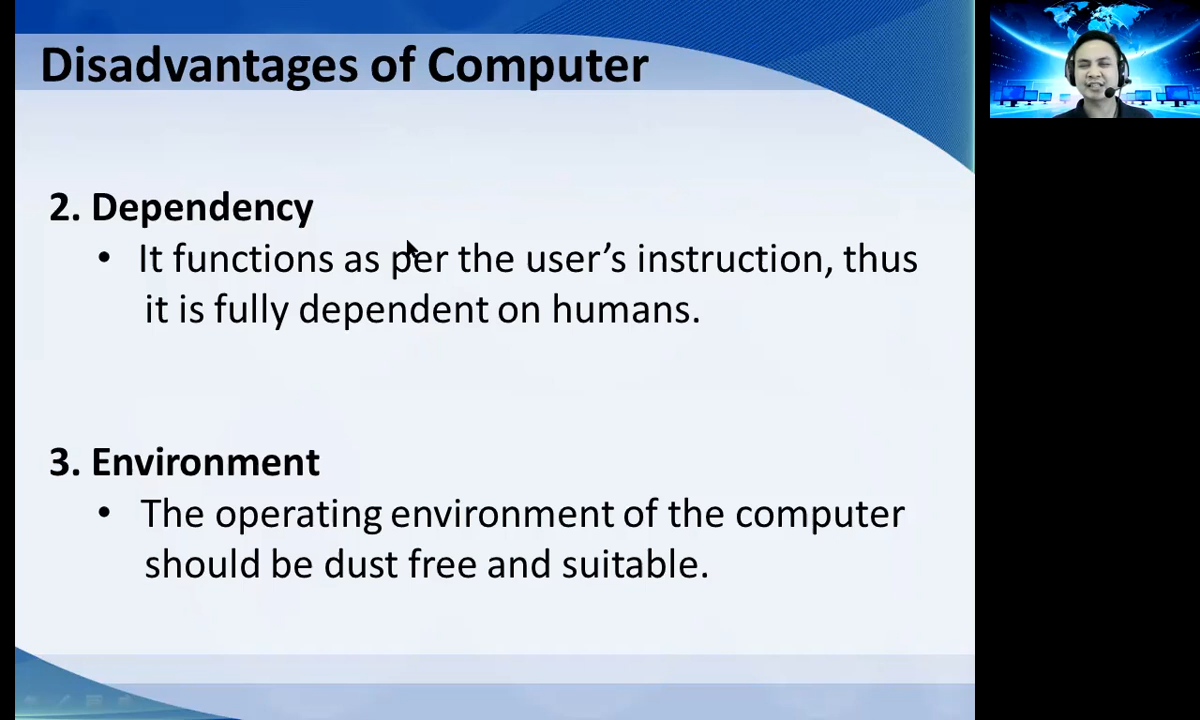 Disadvantages of Computer
2. Dependency
• It functions as per the user’s instruction, thus
it is fully dependent on humans.
3. Environment
• The operating environment of the computer
should be dust free and suitable.